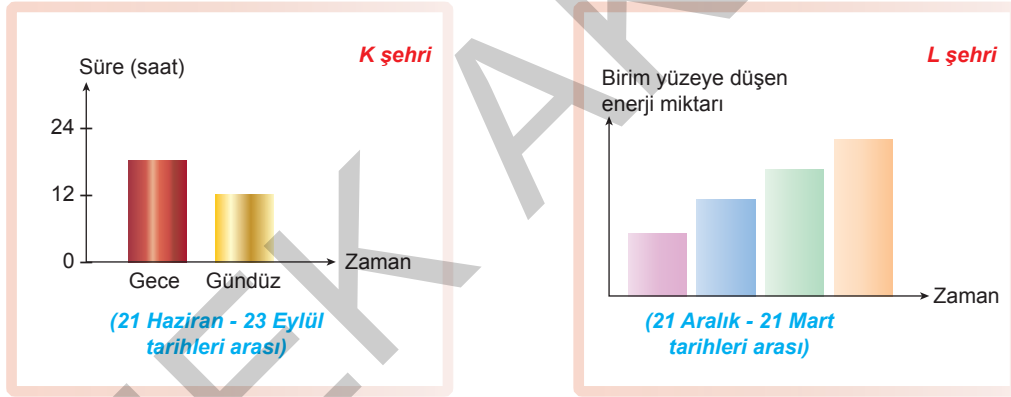 K şehri
Süre (saat)
24
12
0
Gece Gündüz
Zaman
(21 Haziran - 23 Eylül
tarihleri arası)
L şehri
Birim yüzeye düşen
enerji miktarı
Zaman
(21 Aralık - 21 Mart
tarihleri arası)